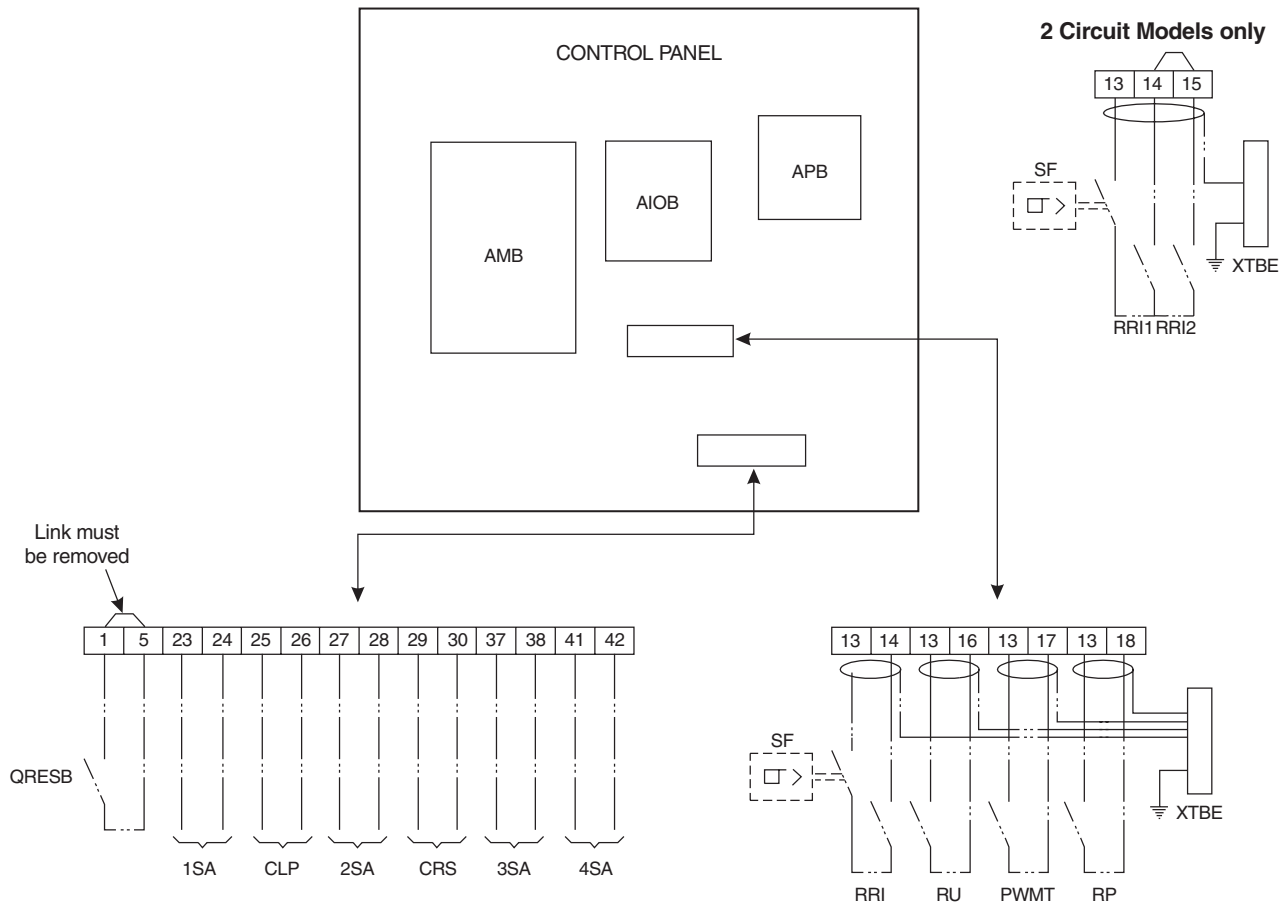 CONTROL PANEL
AMB
AIOB
APB
2 Circuit Models only
13 14 15
SF
XTBE
RRI1 RRI2
Link must
be removed
1 5 23 24 25 26 27 28 29 30 37 38 41 42
QRESB
1SA CLP 2SA CRS 3SA 4SA
13 14 13 16 13 17 13 18
SF
XTBE
RRI RU PWMT RP